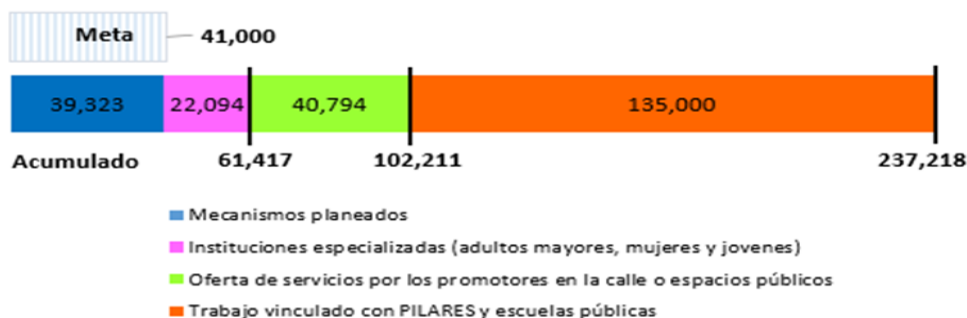 Meta 41,000
39,323 22,094 40,794 135,000
Acumulado 61,417 102,211 237,218
Mecanismos planeados
Instituciones especializadas (adultos mayores, mujeres y jovenes)
Oferta de servicios por los promotores en la calle o espacios públicos
Trabajo vinculado con PILARES y escuelas públicas